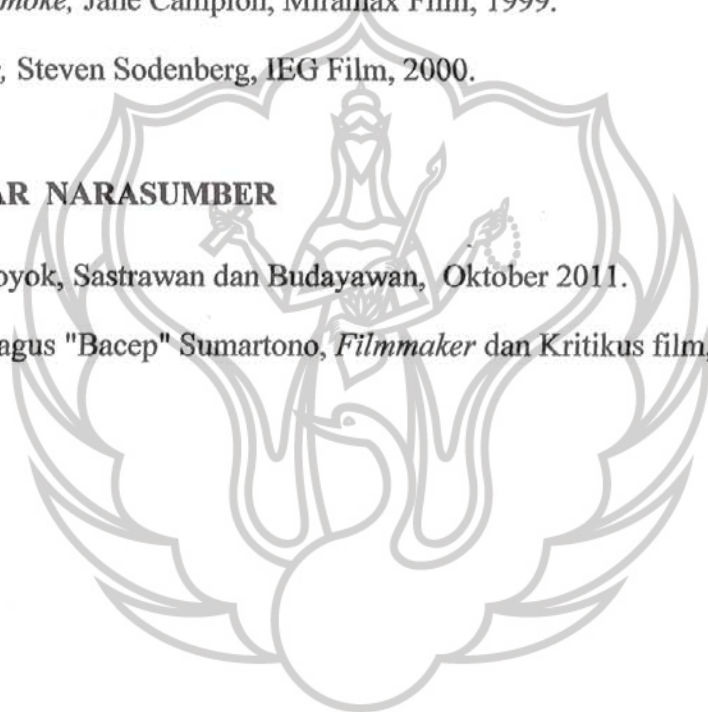 moke, Jane Campion, Miramax Film, 1999.
, Steven Sodenberg, IEG Film, 2000.
AR NARASUMBER
oyok, Sastrawan dan Budayawan, Oktober 2011.
agus "Bacep" Sumartono, Filmmaker dan Kritikus film,